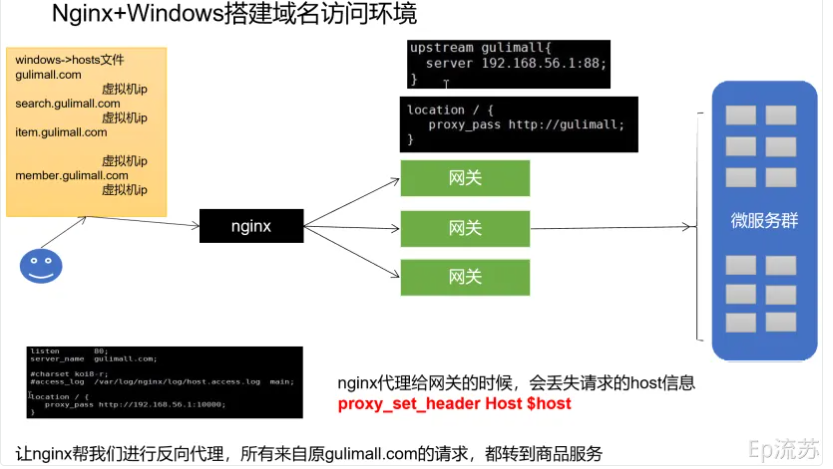 Nginx+Windows搭建域名访问环境
windows->hosts文件
gulimall.com
虚拟机ip
search.gulimall.com
虚拟机ip
item.gulimall.com
虚拟机ip
member.gulimall.com
虚拟机ip
upstream gulimall{
server 192.168.56.1:88;
}
location / {
proxy_pass http://gulimall;
}
nginx
网关
网关
网关
微服务群
listen 80;
server_name gulimall.com;
#charset koi8-r;
#access_log /var/log/nginx/log/host.access.log main;
location / {
proxy_pass http://192.168.56.1:10000;
}
nginx代理给网关的时候，会丢失请求的host信息
proxy_set_header Host $host
让nginx帮我们进行反向代理，所有来自原gulimall.com的请求，都转到商品服务
Ep流苏